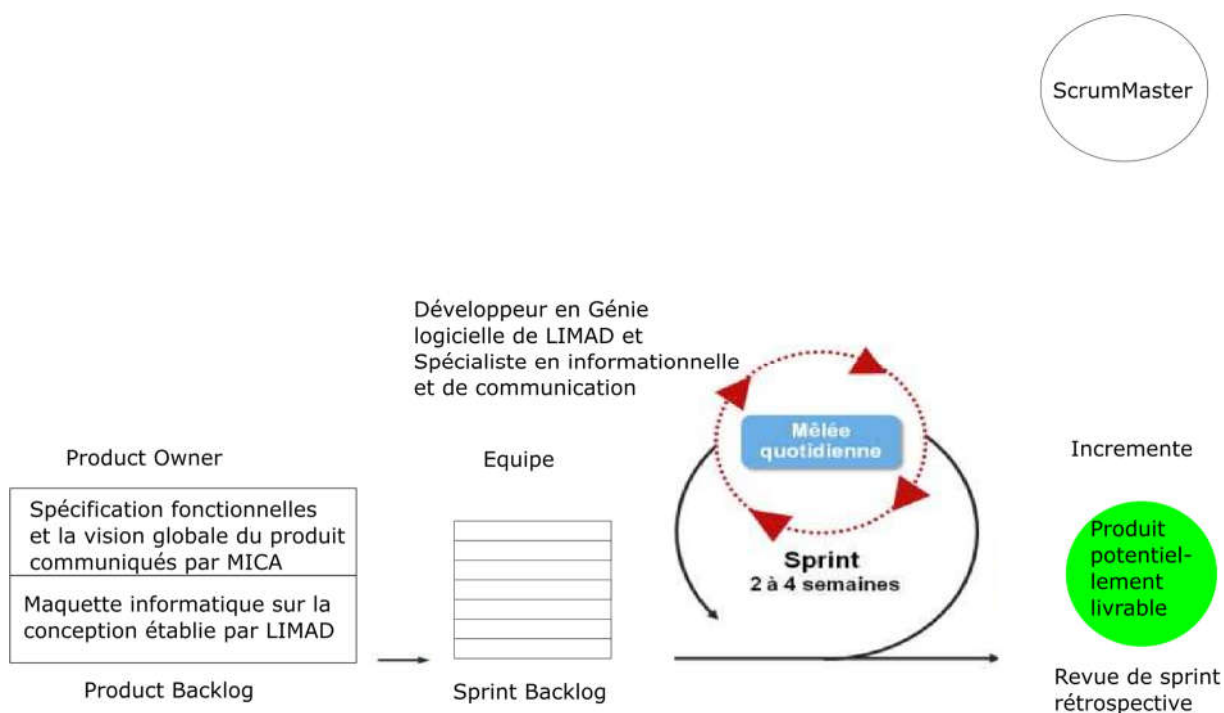 ScrumMaster
Développeur en Génie
logicielle de LIMAD et
Spécialiste en informationnelle
et de communication
Product Owner
Spécification fonctionnelles
et la vision globale du produit
communiqués par MICA
Maquette informatique sur la
conception établie par LIMAD
Product Backlog
Equipe
Sprint Backlog
Mêlée
quotidienne
Sprint
2 à 4 semaines
Incremente
Produit
potentiel-
lement
livrable
Revue de sprint
rétrospective